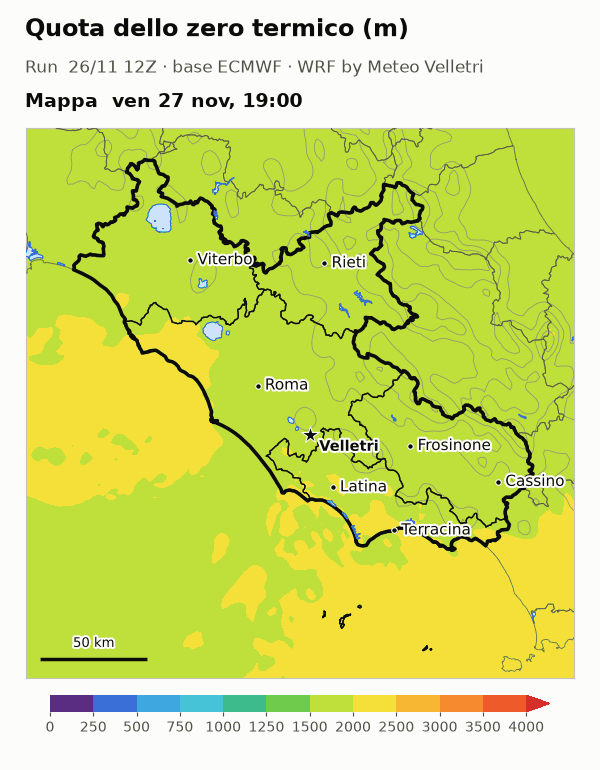 Quota dello zero termico (m)
Run  26/11 12Z · base ECMWF · WRF by Meteo Velletri
Mappa  ven 27 nov, 19:00
Viterbo
Rieti
Roma
Velletri
Frosinone
Cassino
Latina
Terracina
50 km
0 250 500 750 1000 1250 1500 2000 2500 3000 3500 4000